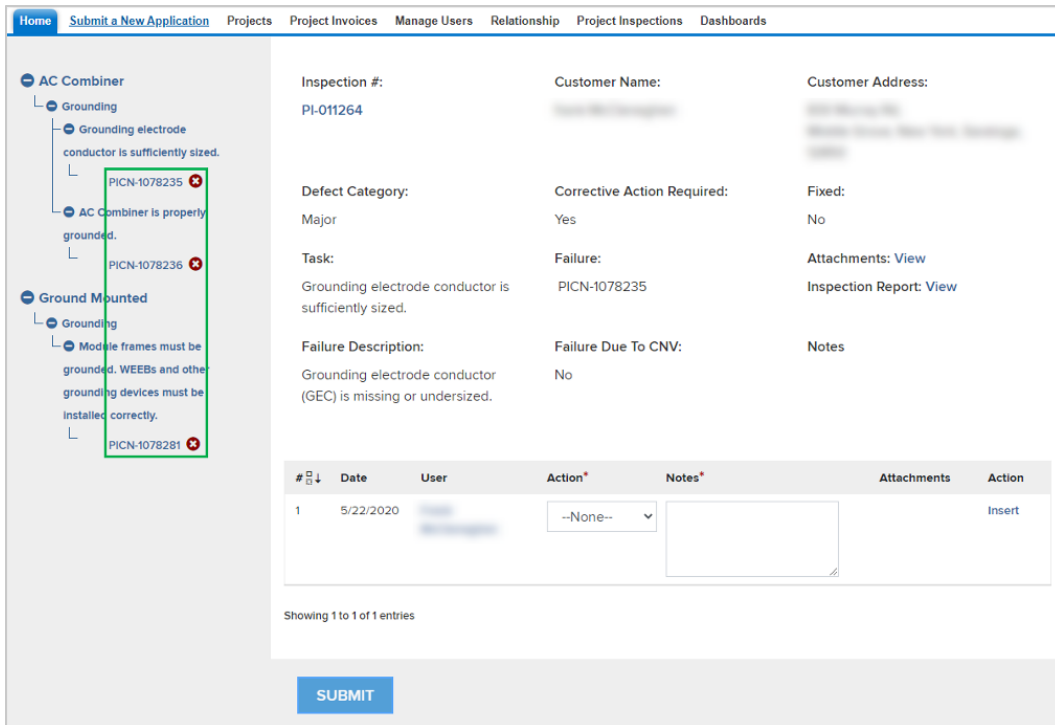 Home Submit a New Application Projects Project Invoices Manage Users Relationship Project Inspections Dashboards
AC Combiner
Grounding
Grounding electrode
conductor is sufficiently sized.
PICN-1078235
AC Combiner is properly
grounded.
PICN-1078236
Ground Mounted
Grounding
Module frames must be
grounded. WEEBs and other
grounding devices must be
installed correctly.
PICN-1078281
Inspection #: Customer Name: Customer Address:
PI-011264
Defect Category: Corrective Action Required: Fixed:
Major Yes No
Task: Failure: Attachments: View
Grounding electrode conductor is PICN-1078235 Inspection Report: View
sufficiently sized.
Failure Description: Failure Due To CNV: Notes
Grounding electrode conductor No
(GEC) is missing or undersized.
# Date User Action* Notes* Attachments Action
1 5/22/2020 --None-- Insert
Showing 1 to 1 of 1 entries
SUBMIT